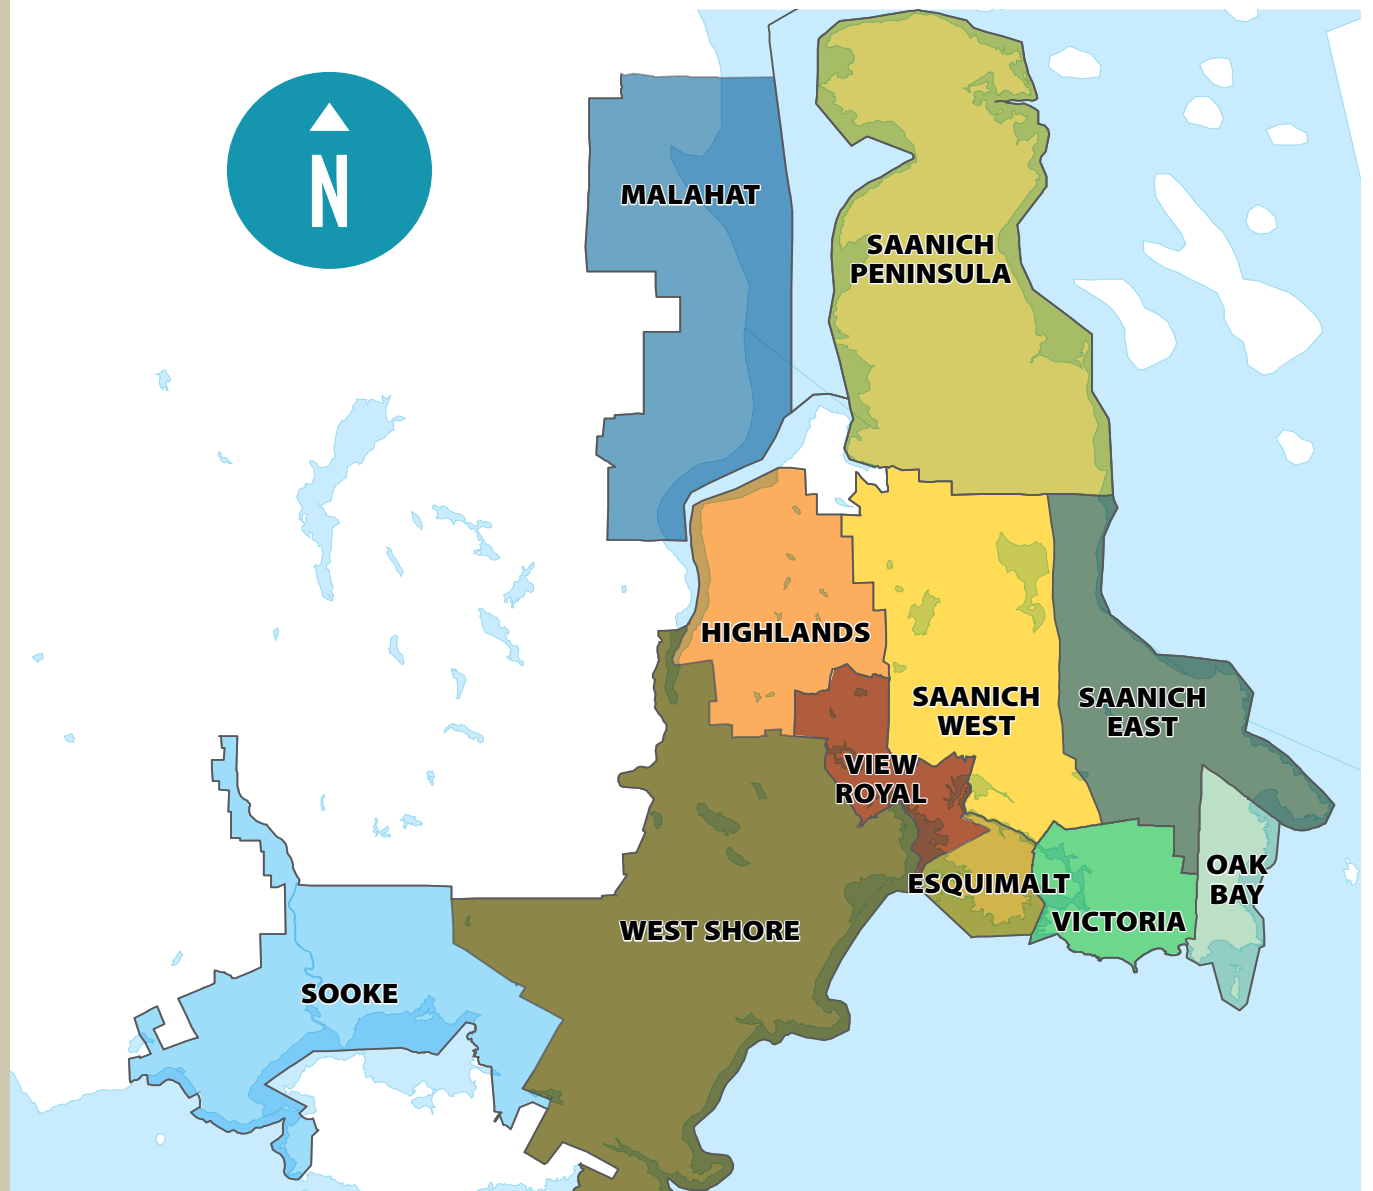 N
MALAHAT
SAANICH
PENINSULA
HIGHLANDS
SAANICH
WEST
SAANICH
EAST
VIEW
ROYAL
OAK
BAY
ESQUIMALT
VICTORIA
WEST SHORE
SOOKE